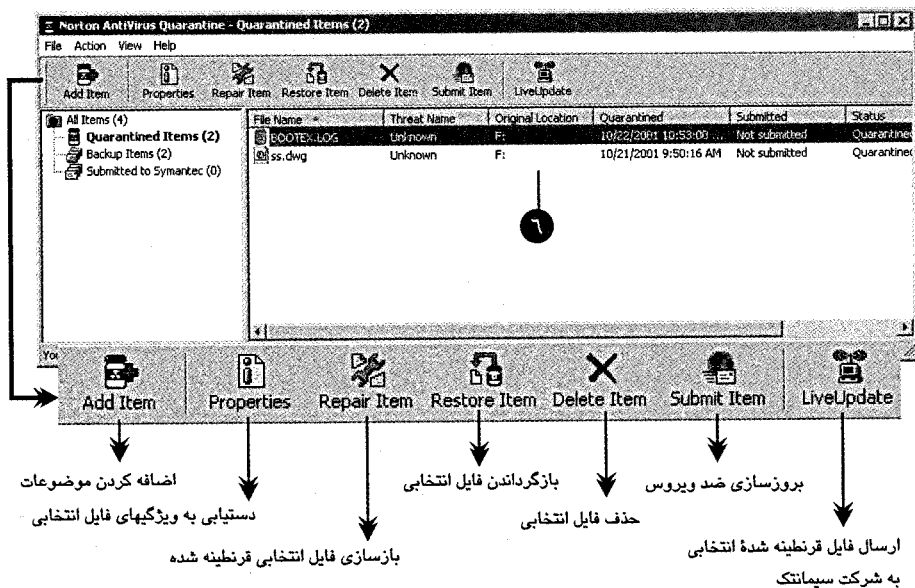 Norton AntiVirus Quarantine - Quarantined Items (2)
File Action View Help
Add Item Properties Repair Item Restore Item Delete Item Submit Item LiveUpdate
All Items (4)
Quarantined Items (2)
Backup Items (2)
Submitted to Symantec (0)
File Name Threat Name Original Location Quarantined Submitted Status
BOOTEX.LOG Unknown F: 10/22/2001 10:53:00 ... Not submitted Quarantined
ss.dwg Unknown F: 10/21/2001 9:50:16 AM Not submitted Quarantined
٦
Add Item Properties Repair Item Restore Item Delete Item Submit Item LiveUpdate
اضافه کردن موضوعات
دستیابی به ویژگیهای فایل انتخابی
بازسازی فایل انتخابی قرنطینه شده
بازگرداندن فایل انتخابی
حذف فایل انتخابی
بروزسازی ضد ویروس
ارسال فایل قرنطینه شدۀ انتخابی
به شرکت سیمانتک